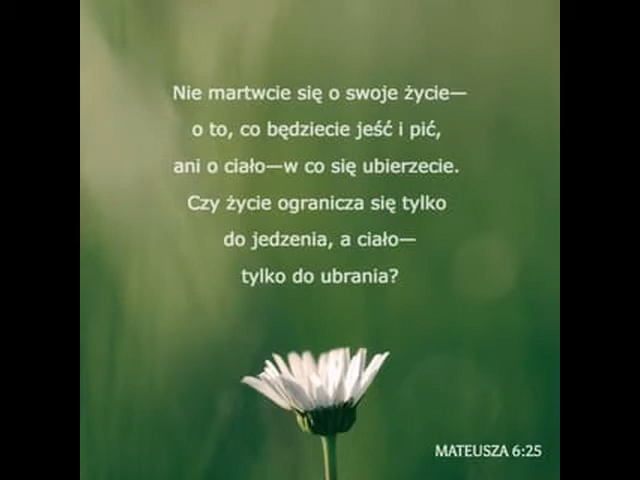 Nie martwcie się o swoje życie—
o to, co będziecie jeść i pić,
ani o ciało—w co się ubierzecie.
Czy życie ogranicza się tylko
do jedzenia, a ciało—
tylko do ubrania?
MATEUSZA 6:25